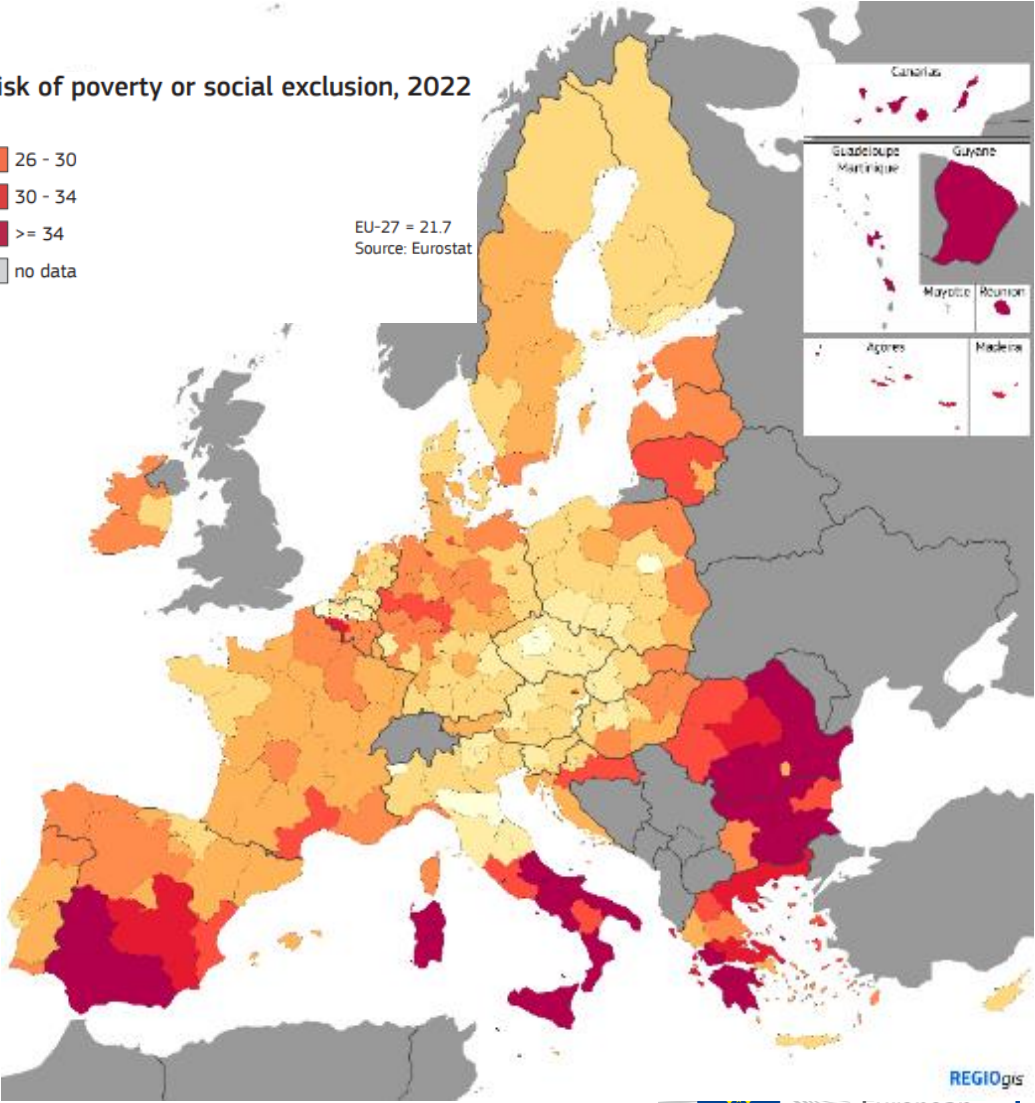 isk of poverty or social exclusion, 2022
26 - 30
30 - 34
>= 34
no data
EU-27 = 21.7
Source: Eurostat
Canarias
Guadeloupe
Martinique
Guyane
Mayotte
Réunion
Açores
Madeira
REGIOgis